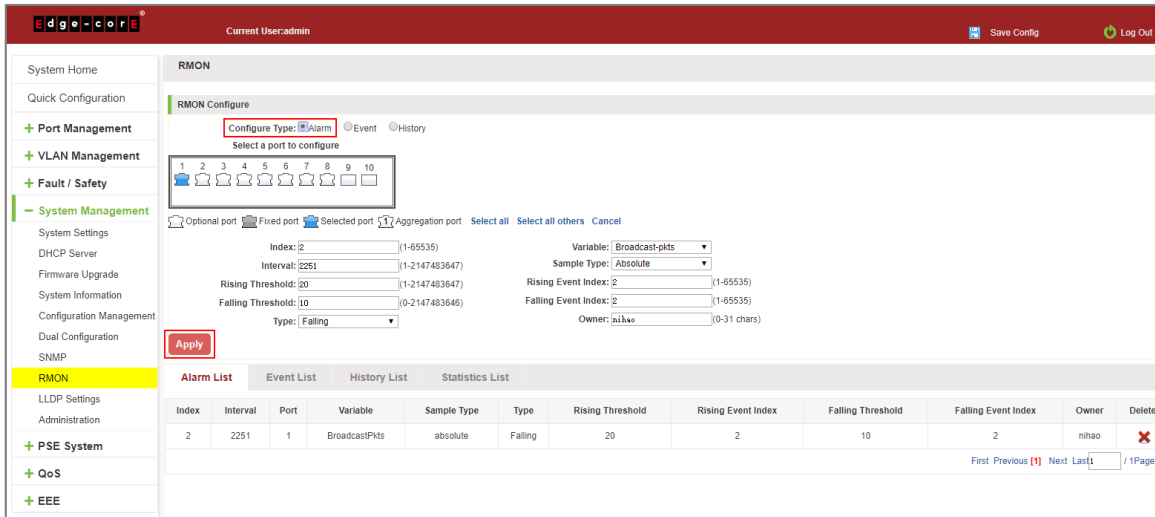 Edge-corE®
Current User:admin
Save Config
Log Out
System Home
Quick Configuration
+ Port Management
+ VLAN Management
+ Fault / Safety
− System Management
System Settings
DHCP Server
Firmware Upgrade
System Information
Configuration Management
Dual Configuration
SNMP
RMON
LLDP Settings
Administration
+ PSE System
+ QoS
+ EEE
RMON
RMON Configure
Configure Type: Alarm Event History
Select a port to configure
1 2 3 4 5 6 7 8 9 10
Optional port Fixed port Selected port 1 Aggregation port Select all Select all others Cancel
Index: 2 (1-65535) Variable: Broadcast-pkts
Interval: 2251 (1-2147483647) Sample Type: Absolute
Rising Threshold: 20 (1-2147483647) Rising Event Index: 2 (1-65535)
Falling Threshold: 10 (0-2147483646) Falling Event Index: 2 (1-65535)
Type: Falling Owner: nihao (0-31 chars)
Apply
Alarm List Event List History List Statistics List
Index Interval Port Variable Sample Type Type Rising Threshold Rising Event Index Falling Threshold Falling Event Index Owner Delete
2 2251 1 BroadcastPkts absolute Falling 20 2 10 2 nihao
First Previous [1] Next Last 1 / 1Page